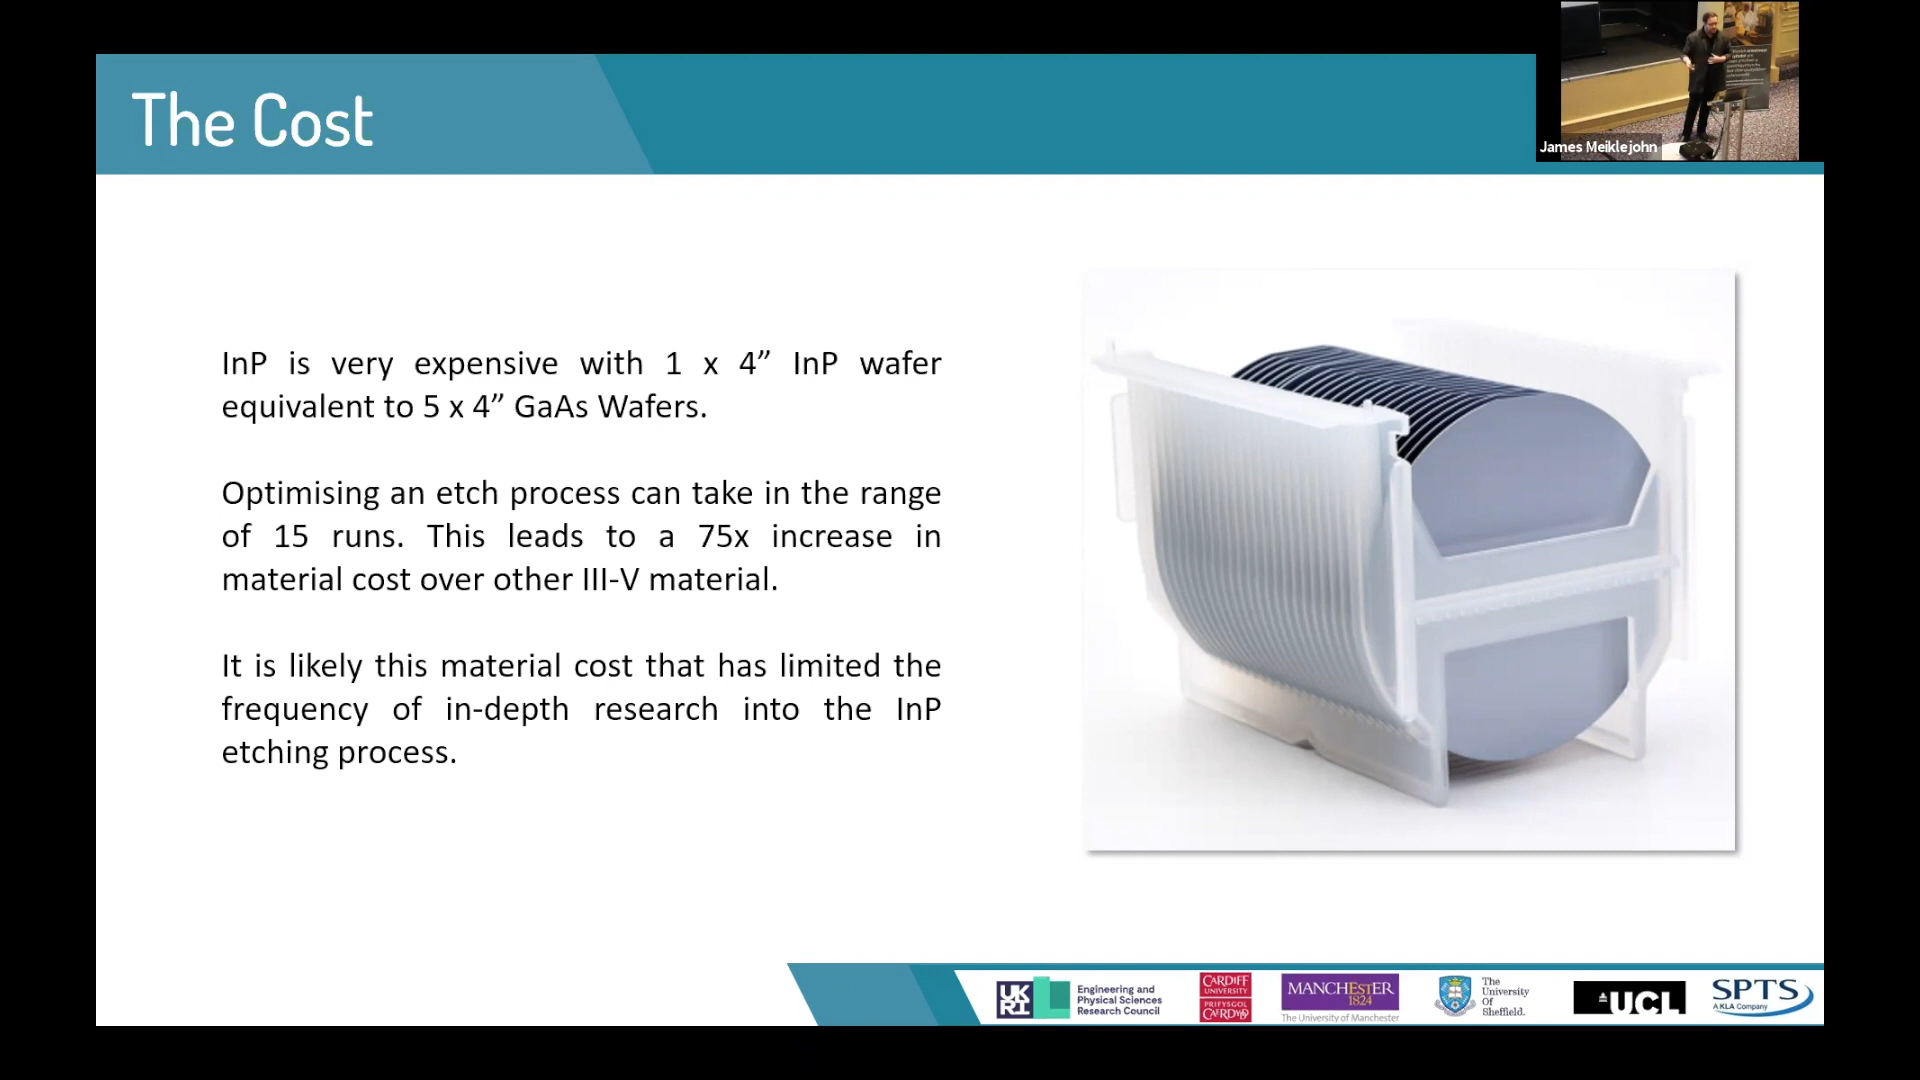 The Cost
James Meiklejohn
InP is very expensive with 1 x 4” InP wafer
equivalent to 5 x 4” GaAs Wafers.
Optimising an etch process can take in the range
of 15 runs. This leads to a 75x increase in
material cost over other III-V material.
It is likely this material cost that has limited the
frequency of in-depth research into the InP
etching process.
UKRI
Engineering and
Physical Sciences
Research Council
CARDIFF
UNIVERSITY
PRIFYSGOL
CAERDYDD
MANCHESTER
1824
The University of Manchester
The
University
Of
Sheffield.
UCL
SPTS
A KLA Company